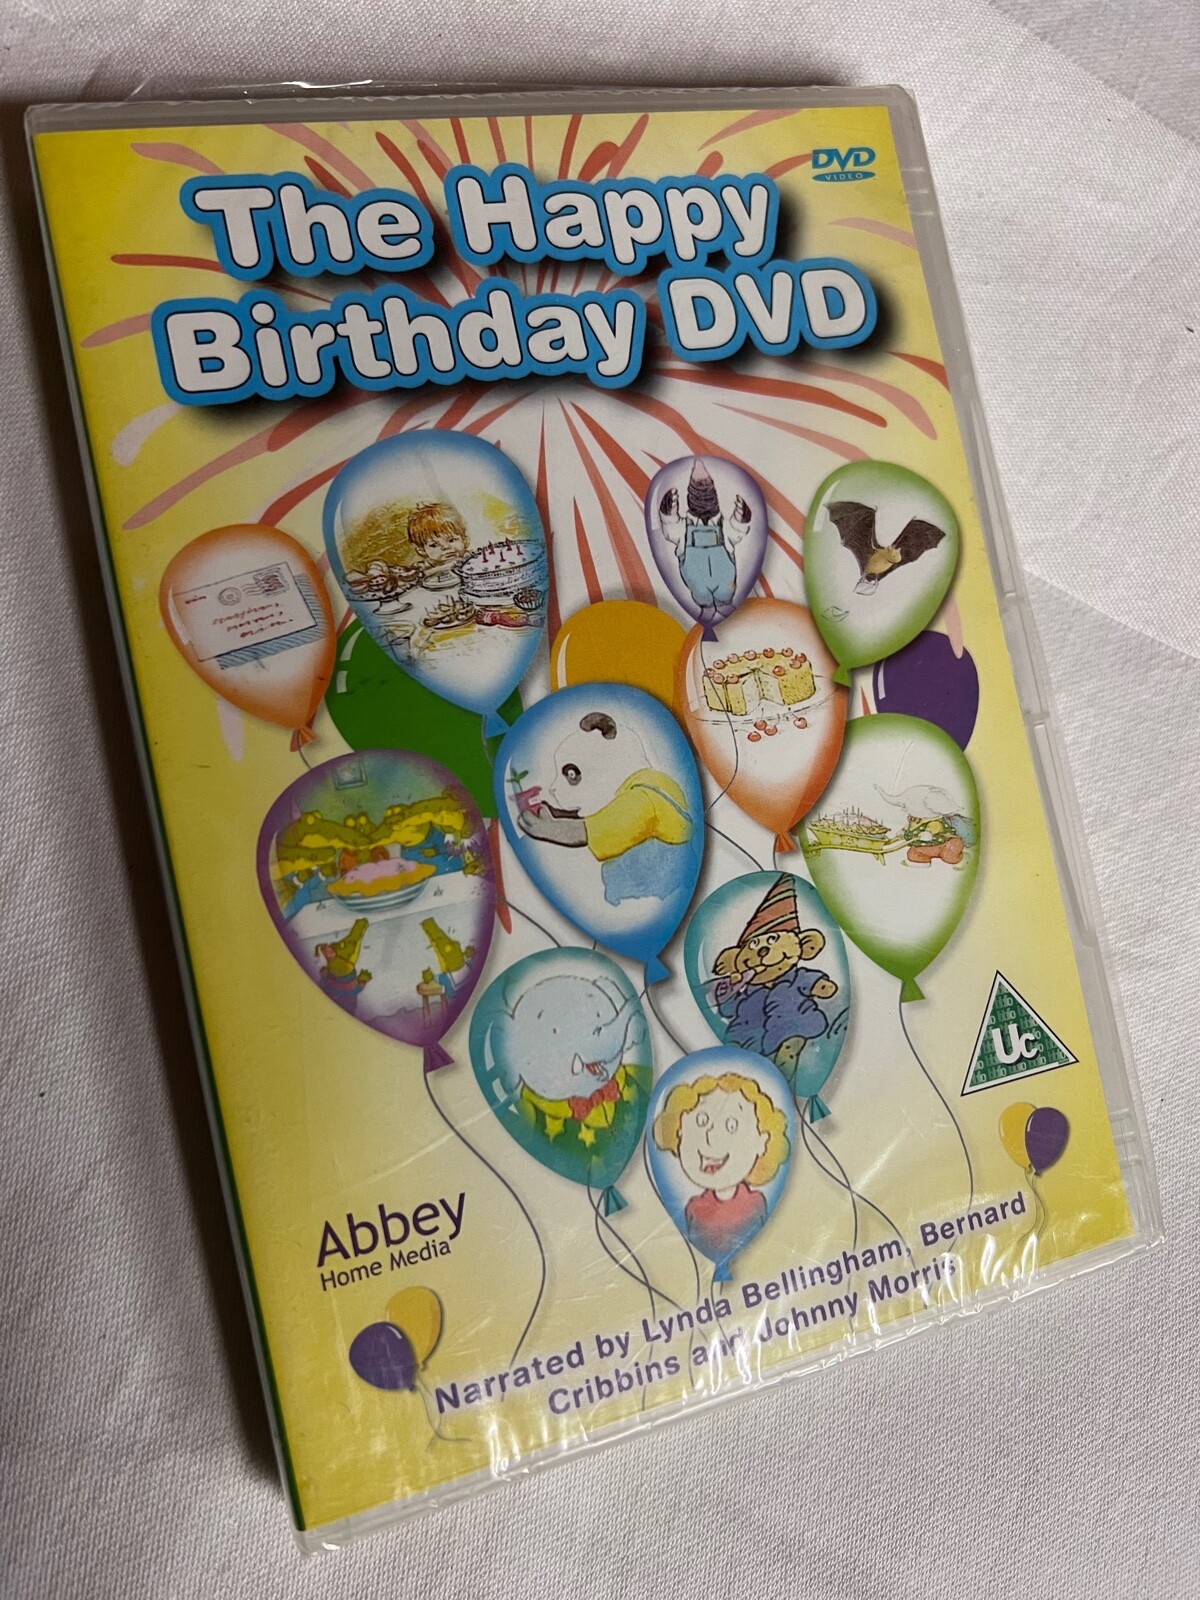 DVD
VIDEO
The Happy
Birthday DVD
Uc
Abbey
Home Media
Narrated by Lynda Bellingham, Bernard
Cribbins and Johnny Morris